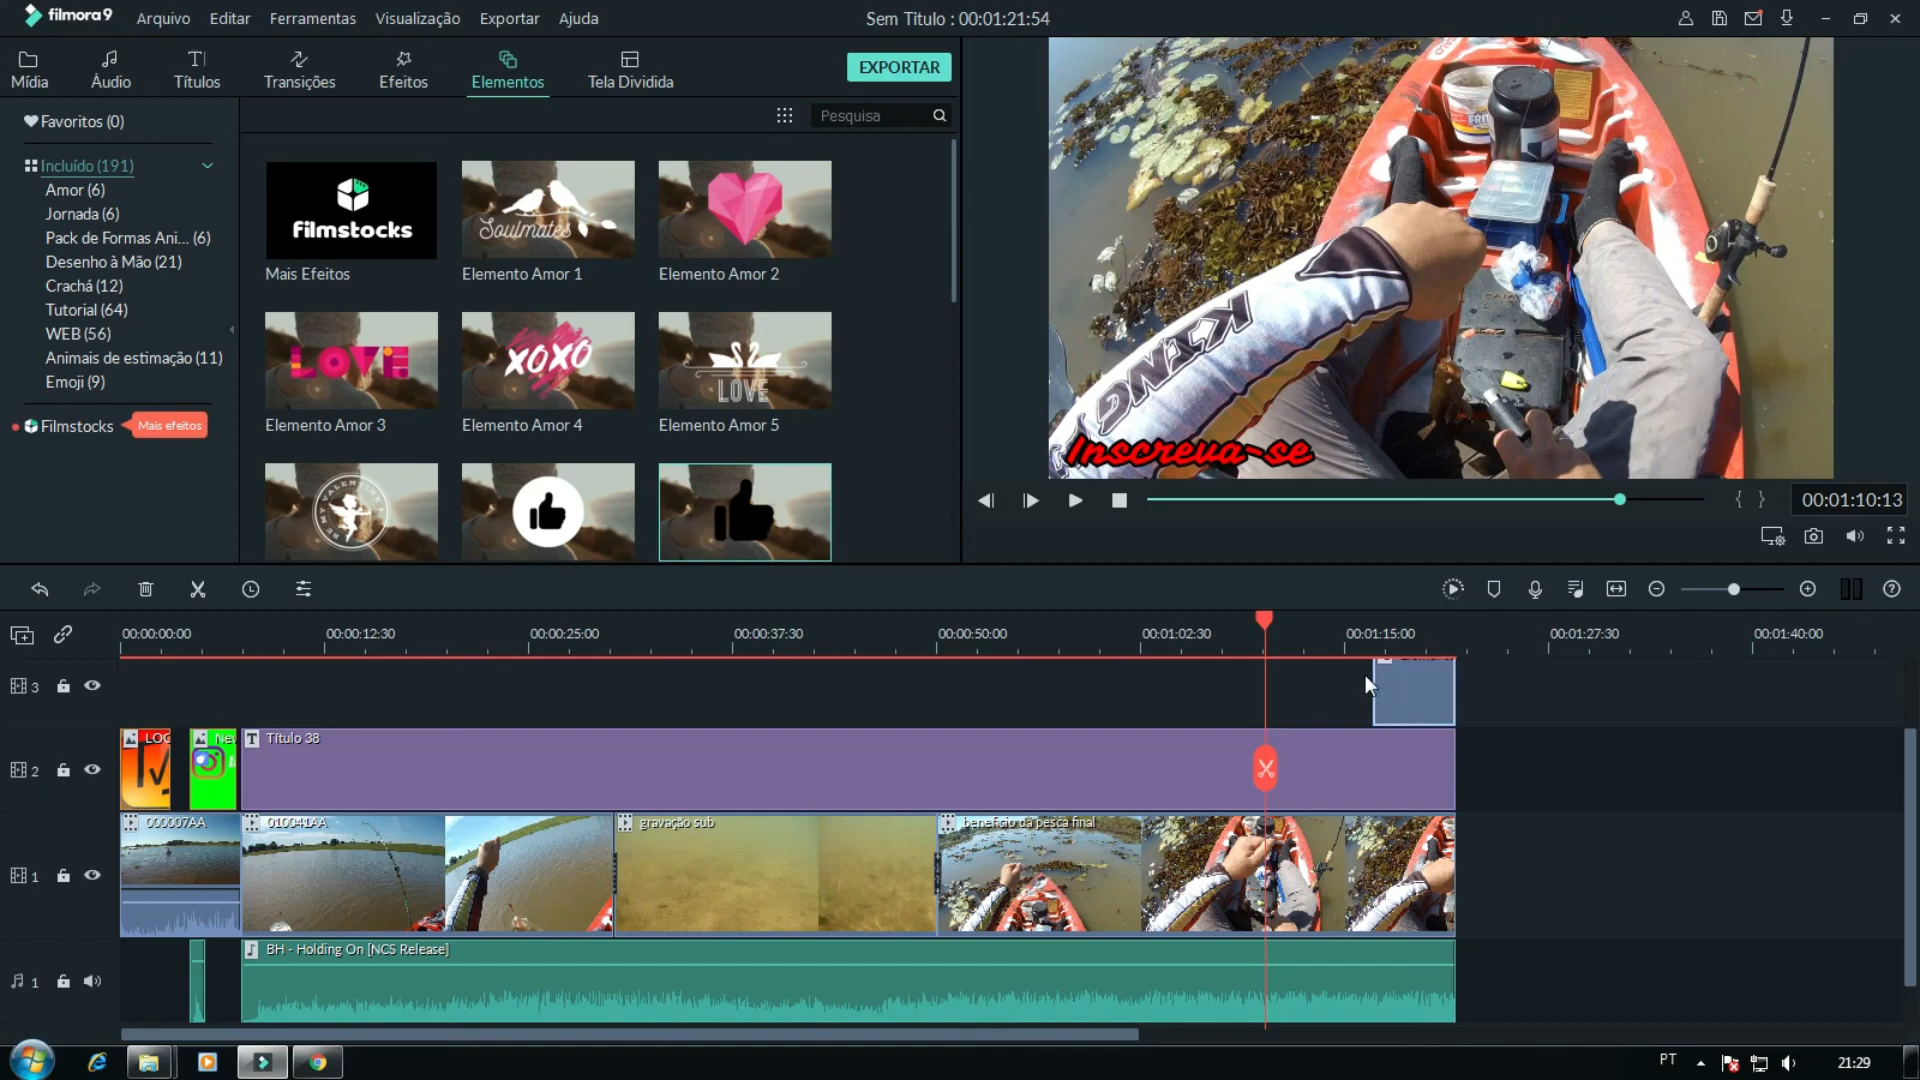 filmora9 Arquivo Editar Ferramentas Visualização Exportar Ajuda Sem Titulo : 00:01:21:54
Mídia Áudio Títulos Transições Efeitos Elementos Tela Dividida EXPORTAR
Favoritos (0)
Pesquisa
Incluído (191)
Amor (6)
Jornada (6)
Pack de Formas Ani... (6)
Desenho à Mão (21)
Crachá (12)
Tutorial (64)
WEB (56)
Animais de estimação (11)
Emoji (9)
Filmstocks Mais efeitos
filmstocks
Soulmates
Mais Efeitos Elemento Amor 1 Elemento Amor 2
LOVE XOXO LOVE
Elemento Amor 3 Elemento Amor 4 Elemento Amor 5
BE MY VALENTINE
KING
Inscreva-se
{ } 00:01:10:13
00:00:00:00 00:00:12:30 00:00:25:00 00:00:37:30 00:00:50:00 00:01:02:30 00:01:15:00 00:01:27:30 00:01:40:00
3
LOG New T Título 38
2
000007AA 010041AA gravação sub beneficio da pesca final
1
BH - Holding On [NCS Release]
1
PT 21:29